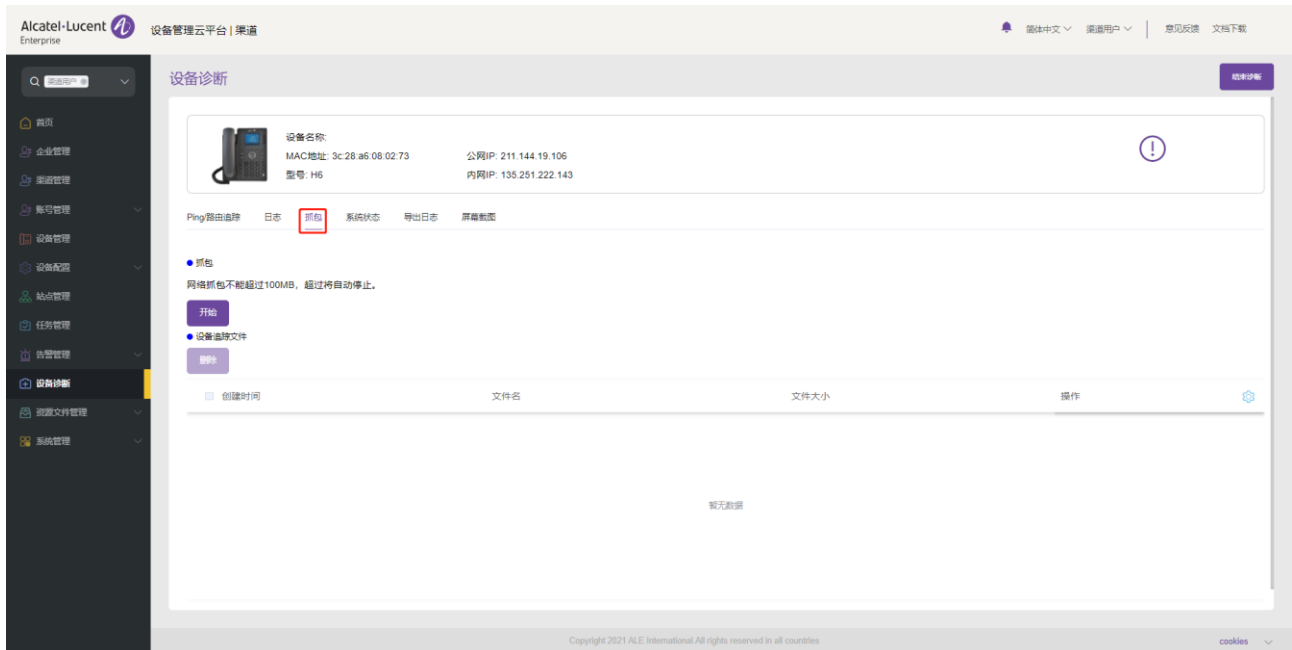 Alcatel·Lucent
Enterprise
设备管理云平台 | 渠道
简体中文
渠道用户
意见反馈
文档下载
渠道用户
设备诊断
结束诊断
首页
企业管理
渠道管理
账号管理
设备管理
设备配置
站点管理
任务管理
告警管理
设备诊断
资源文件管理
系统管理
设备名称:
MAC地址: 3c:28:a6:08:02:73
公网IP: 211.144.19.106
型号: H6
内网IP: 135.251.222.143
Ping/路由追踪 日志 抓包 系统状态 导出日志 屏幕截图
抓包
网络抓包不能超过100MB，超过将自动停止。
开始
设备追踪文件
删除
创建时间 文件名 文件大小 操作
暂无数据
Copyright 2021 ALE International.All rights reserved in all countries
cookies